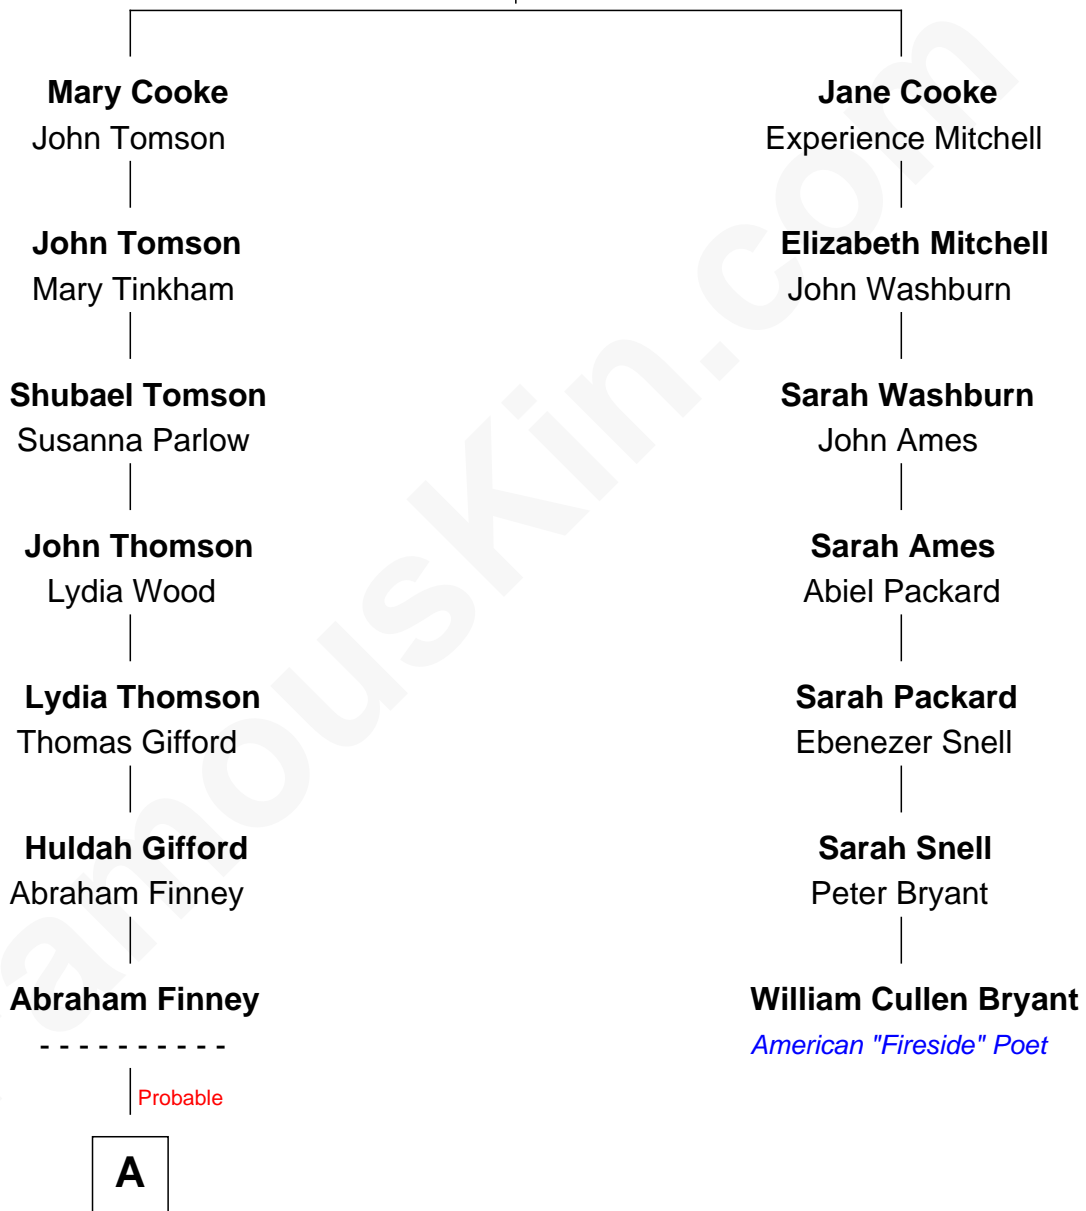 Mary Cooke
John Tomson
John Tomson
Mary Tinkham
Shubael Tomson
Susanna Parlow
John Thomson
Lydia Wood
Lydia Thomson
Thomas Gifford
Huldah Gifford
Abraham Finney
Abraham Finney
- - - - - - - - - -
Probable
A
Jane Cooke
Experience Mitchell
Elizabeth Mitchell
John Washburn
Sarah Washburn
John Ames
Sarah Ames
Abiel Packard
Sarah Packard
Ebenezer Snell
Sarah Snell
Peter Bryant
William Cullen Bryant
American "Fireside" Poet
amousKin.com